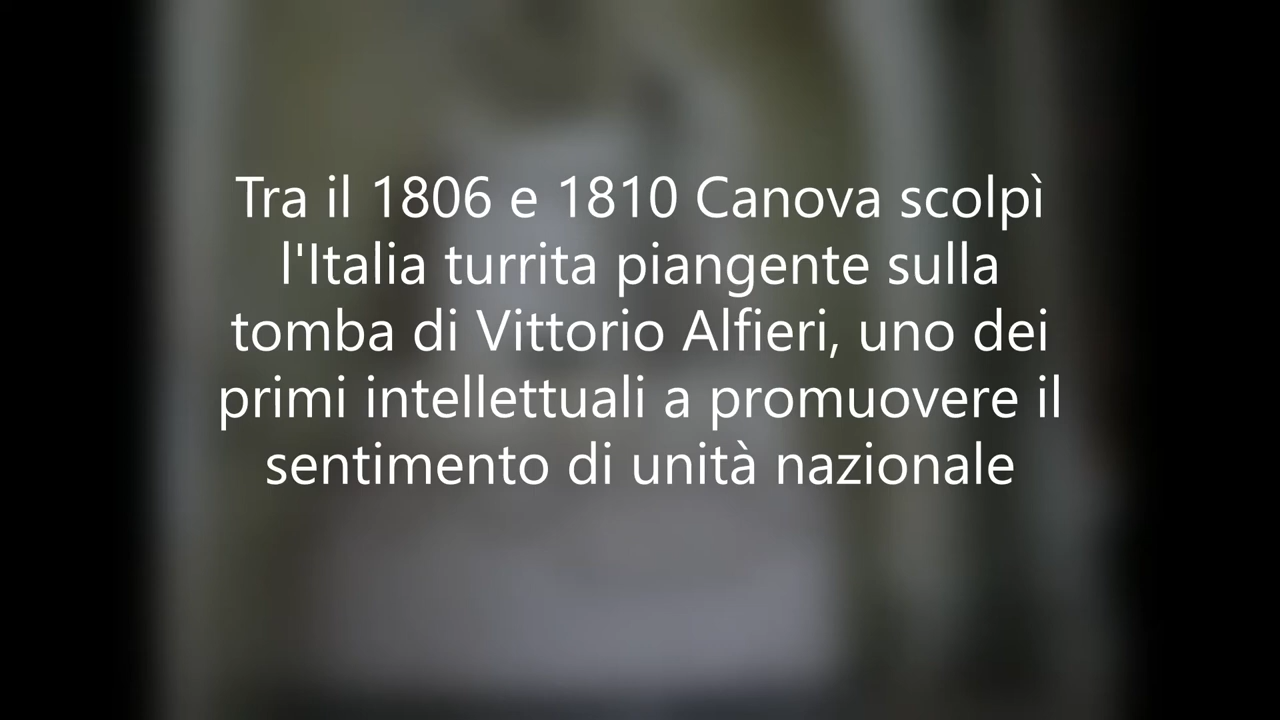 Tra il 1806 e 1810 Canova scolpì
l'Italia turrita piangente sulla
tomba di Vittorio Alfieri, uno dei
primi intellettuali a promuovere il
sentimento di unità nazionale